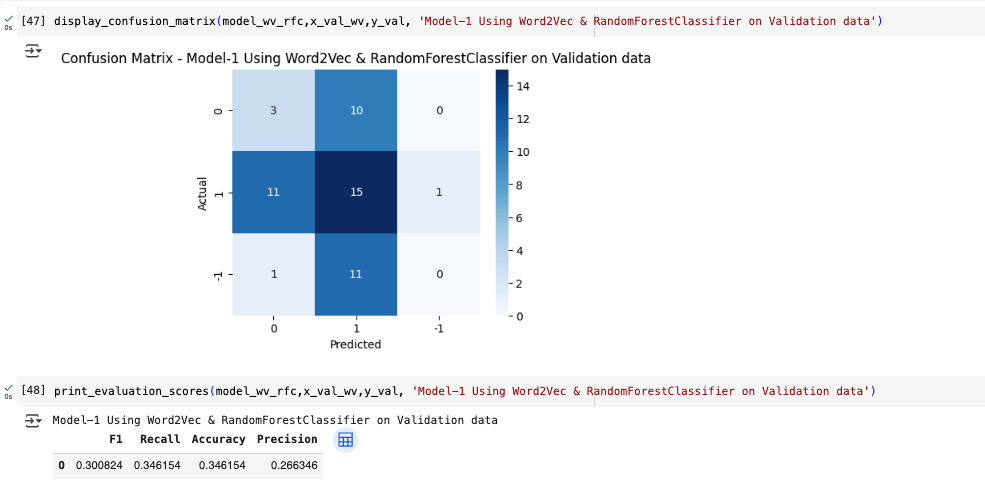 [47] display_confusion_matrix(model_wv_rfc,x_val_wv,y_val, 'Model-1 Using Word2Vec & RandomForestClassifier on Validation data')
0s
Confusion Matrix - Model-1 Using Word2Vec & RandomForestClassifier on Validation data
0 3 10 0
1 11 15 1
-1 1 11 0
0 1 -1
Actual
Predicted
14
12
10
8
6
4
2
0
[48] print_evaluation_scores(model_wv_rfc,x_val_wv,y_val, 'Model-1 Using Word2Vec & RandomForestClassifier on Validation data')
0s
Model-1 Using Word2Vec & RandomForestClassifier on Validation data
F1 Recall Accuracy Precision
0 0.300824 0.346154 0.346154 0.266346